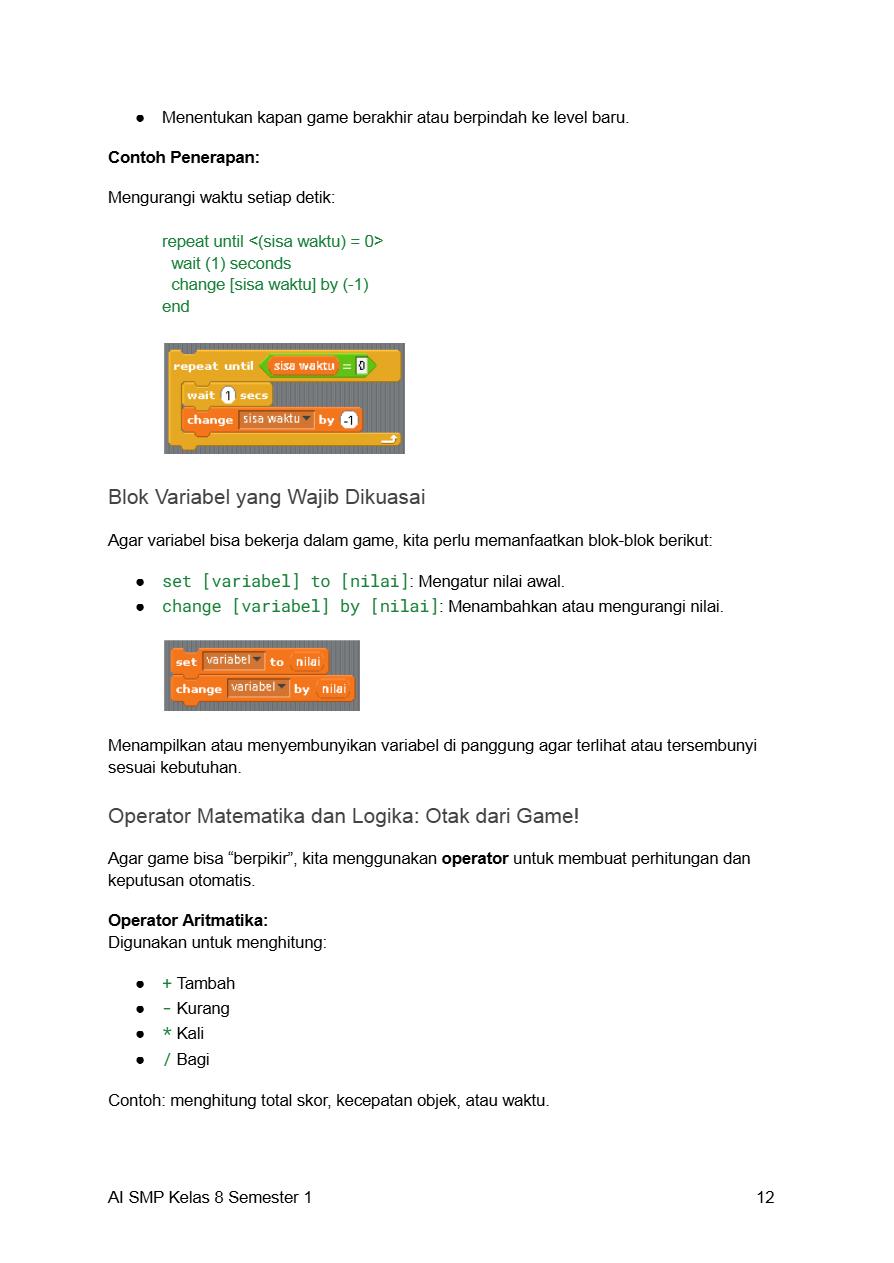 ● Menentukan kapan game berakhir atau berpindah ke level baru.
Contoh Penerapan:
Mengurangi waktu setiap detik:
repeat until <(sisa waktu) = 0>
wait (1) seconds
change [sisa waktu] by (-1)
end
repeat until sisa waktu = 0
wait 1 secs
change sisa waktu by -1
Blok Variabel yang Wajib Dikuasai
Agar variabel bisa bekerja dalam game, kita perlu memanfaatkan blok-blok berikut:
● set [variabel] to [nilai]: Mengatur nilai awal.
● change [variabel] by [nilai]: Menambahkan atau mengurangi nilai.
set variabel to nilai
change variabel by nilai
Menampilkan atau menyembunyikan variabel di panggung agar terlihat atau tersembunyi
sesuai kebutuhan.
Operator Matematika dan Logika: Otak dari Game!
Agar game bisa “berpikir”, kita menggunakan operator untuk membuat perhitungan dan
keputusan otomatis.
Operator Aritmatika:
Digunakan untuk menghitung:
● + Tambah
● - Kurang
● * Kali
● / Bagi
Contoh: menghitung total skor, kecepatan objek, atau waktu.
AI SMP Kelas 8 Semester 1 12